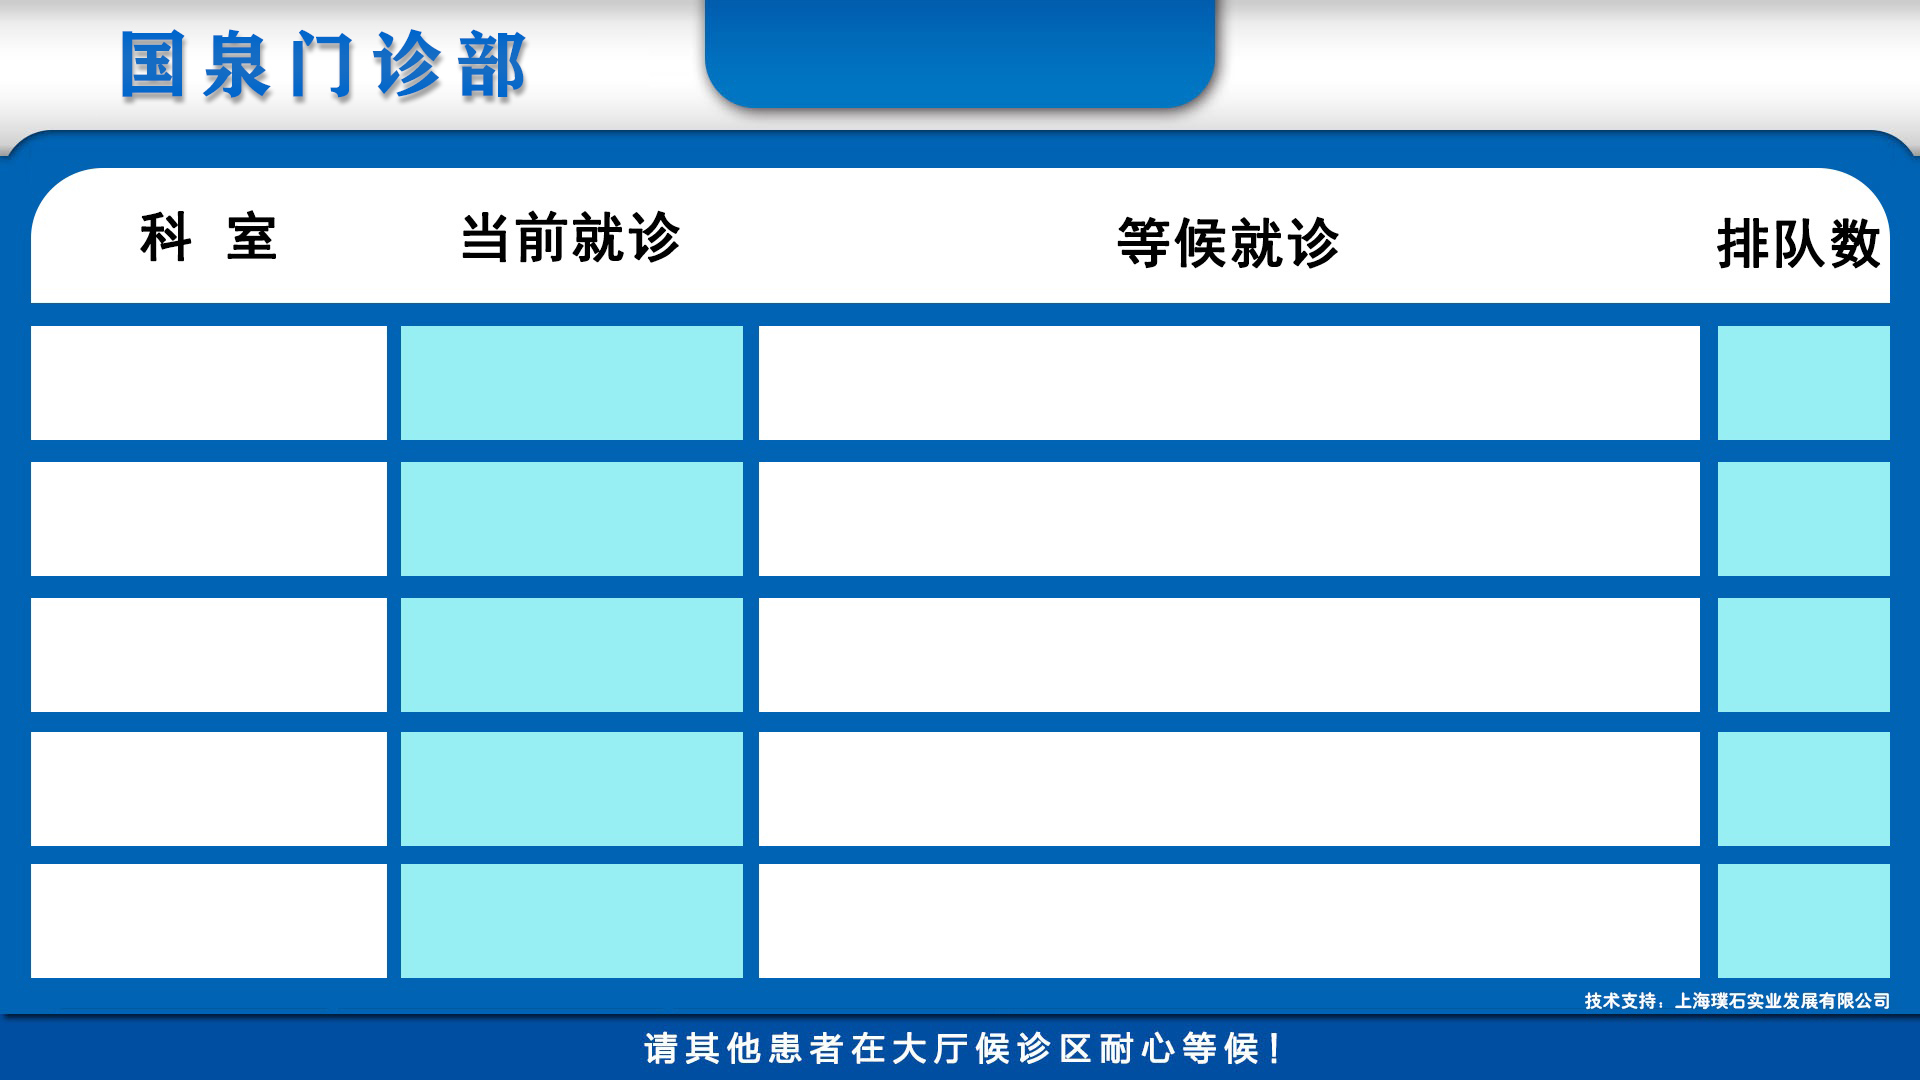 国泉门诊部
科 室 当前就诊 等候就诊 排队数
技术支持：上海璞石实业发展有限公司
请其他患者在大厅候诊区耐心等候！